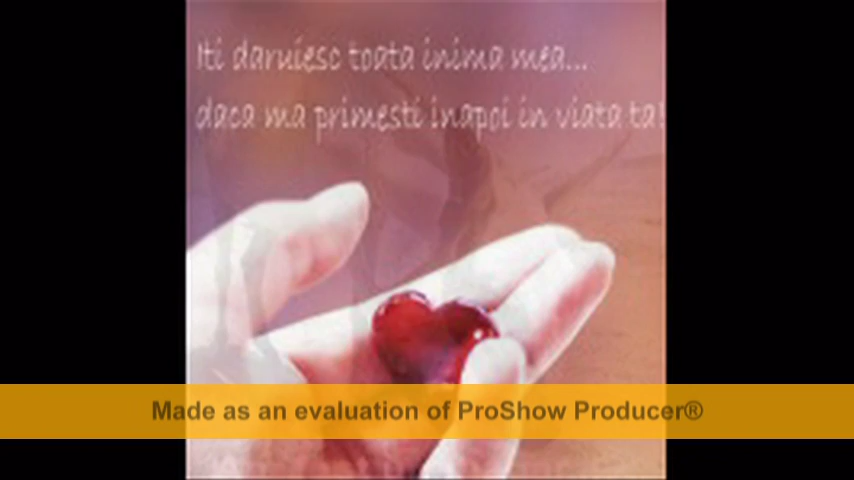 Iti daruiesc toata inima mea...
daca ma primesti inapoi in viata ta!
Made as an evaluation of ProShow Producer®